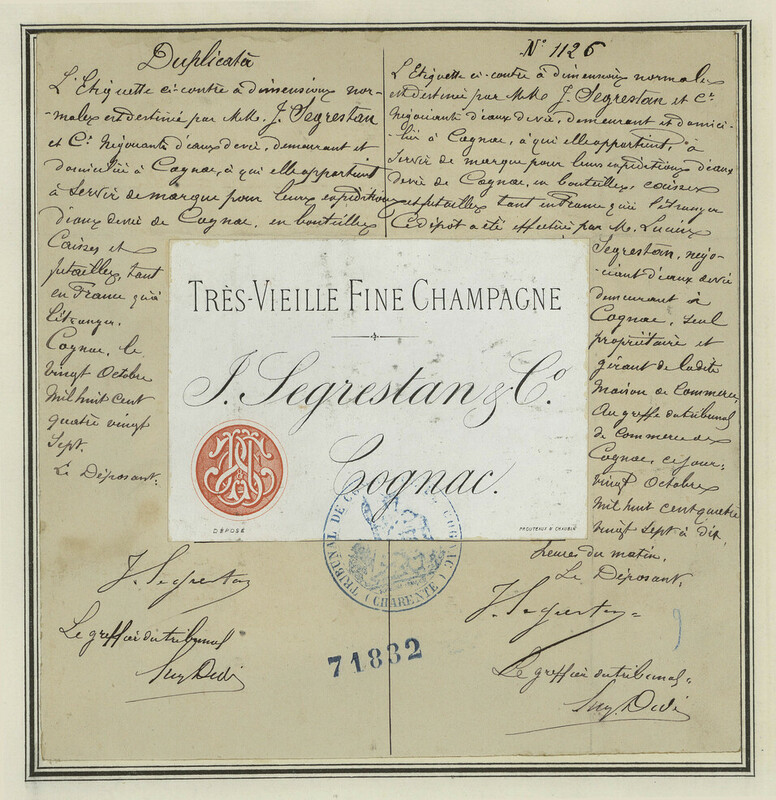 Duplicata
L'Etiquette ci-contre à dimensions nor-
-males est destinée par MM. J. Segrestan
et Cie Négociants d'eaux de vie, demeurant et
domiciliés à Cognac, à qui elle appartient
à servir de marque pour leurs expéditions
d'eaux de vie de Cognac, en bouteilles
Caisses et
futailles, tant
en France qu'à
l'étranger.
Cognac, le
vingt Octobre
Mil huit cent
quatre vingt
Sept.
Le Déposant:
J. Segrestan
Le greffier du tribunal
N° 1126
L'Etiquette ci-contre à dimensions normales
est destinée par MM. J. Segrestan et Cie
Négociants d'eaux de vie, demeurant et domici-
-liés à Cognac, à qui elle appartient, à
servir de marque pour leurs expéditions d'eaux
de vie de Cognac, en bouteilles, caisses
et futailles tant en France qu'à l'étranger
Ce dépôt a été effectué par M. Lucien
Segrestan, négo-
-ciant d'eaux de vie
demeurant à
Cognac, seul
propriétaire et
gérant de ladite
Maison de Commerce,
Au greffe du tribunal
de Commerce de
Cognac, ce jour:
vingt Octobre
Mil huit cent quatre
vingt sept à dix
heures du matin.
Le Déposant,
J. Segrestan
Le greffier du tribunal
TRÈS-VIEILLE FINE CHAMPAGNE
J. Segrestan & Co.
Cognac.
DÉPOSÉ
TRIBUNAL DE COMMERCE DE COGNAC
(CHARENTE)
71832